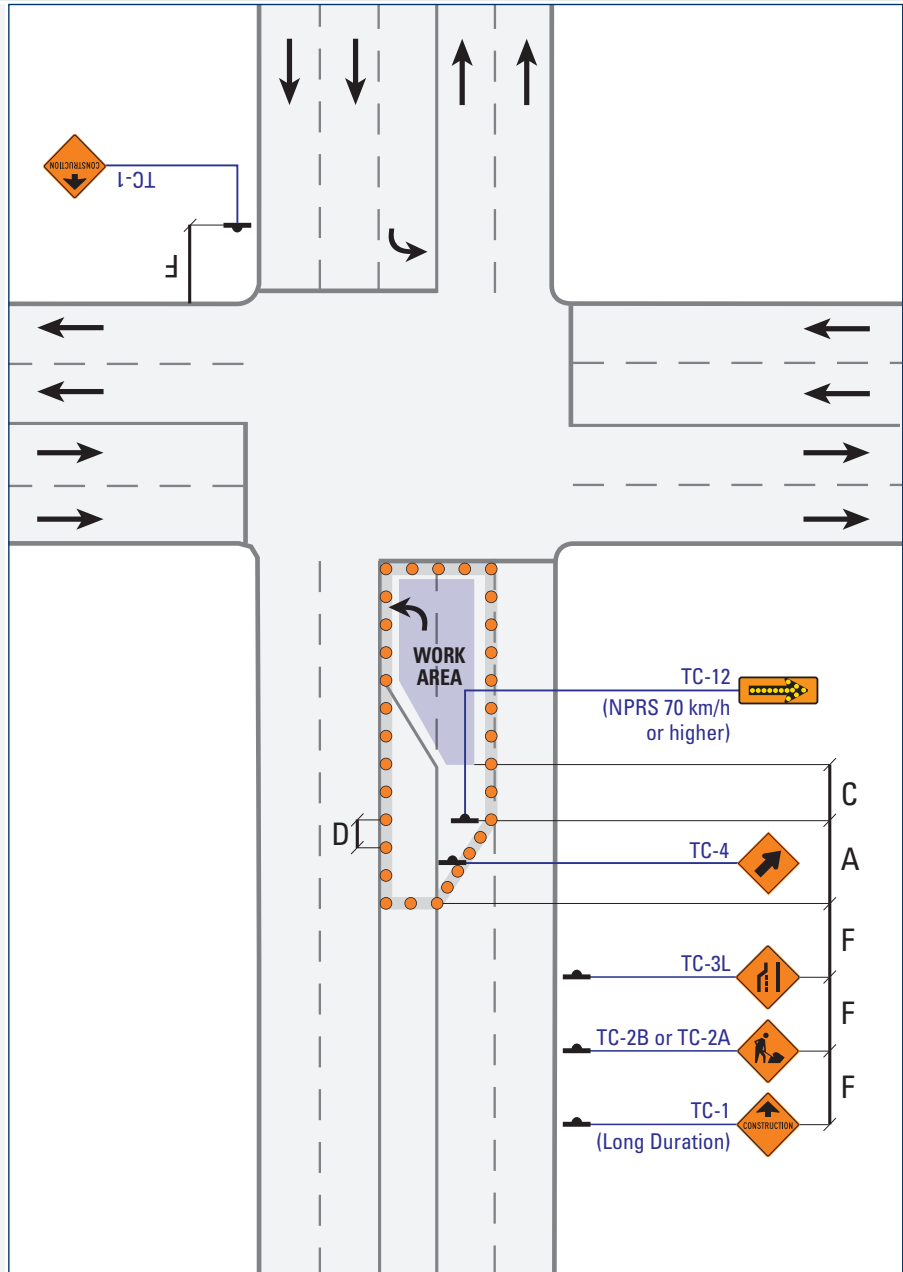 CONSTRUCTION
TC-1
F
WORK
AREA
TC-12
(NPRS 70 km/h
or higher)
C
D
TC-4
A
F
TC-3L
F
TC-2B or TC-2A
F
TC-1
CONSTRUCTION
(Long Duration)